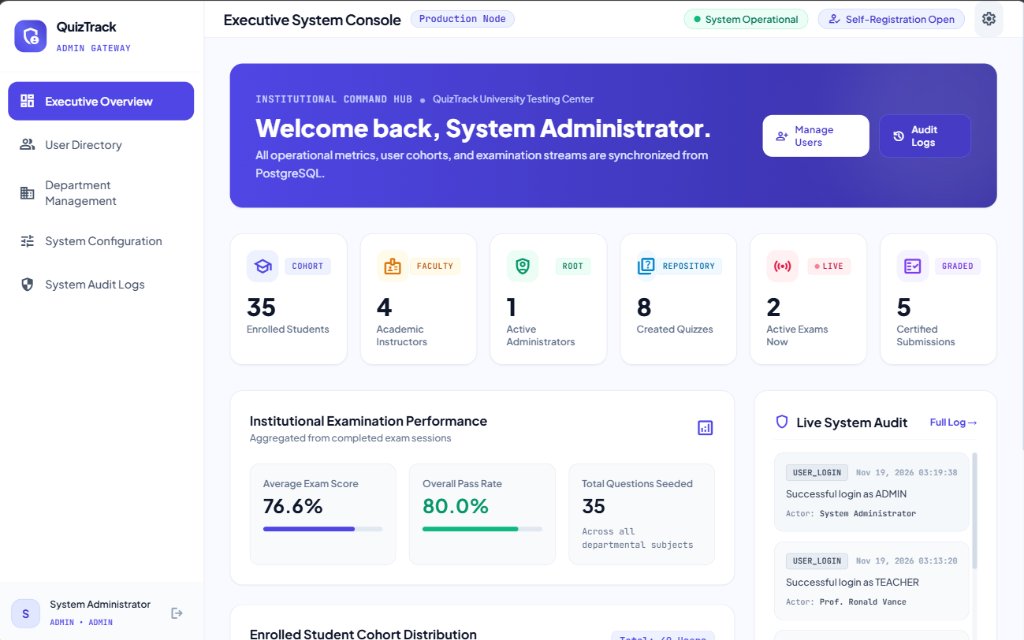 QuizTrack
ADMIN GATEWAY
Executive Overview
User Directory
Department
Management
System Configuration
System Audit Logs
S
System Administrator
ADMIN • ADMIN
Executive System Console
Production Node
System Operational
Self-Registration Open
INSTITUTIONAL COMMAND HUB • QuizTrack University Testing Center
Welcome back, System Administrator.
All operational metrics, user cohorts, and examination streams are synchronized from
PostgreSQL.
Manage
Users
Audit
Logs
COHORT
35
Enrolled Students
FACULTY
4
Academic
Instructors
ROOT
1
Active
Administrators
REPOSITORY
8
Created Quizzes
LIVE
2
Active Exams
Now
GRADED
5
Certified
Submissions
Institutional Examination Performance
Aggregated from completed exam sessions
Average Exam Score
76.6%
Overall Pass Rate
80.0%
Total Questions Seeded
35
Across all
departmental subjects
Live System Audit
Full Log→
USER_LOGIN
Nov 19, 2026 03:19:38
Successful login as ADMIN
Actor: System Administrator
USER_LOGIN
Nov 19, 2026 03:13:20
Successful login as TEACHER
Actor: Prof. Ronald Vance
Enrolled Student Cohort Distribution